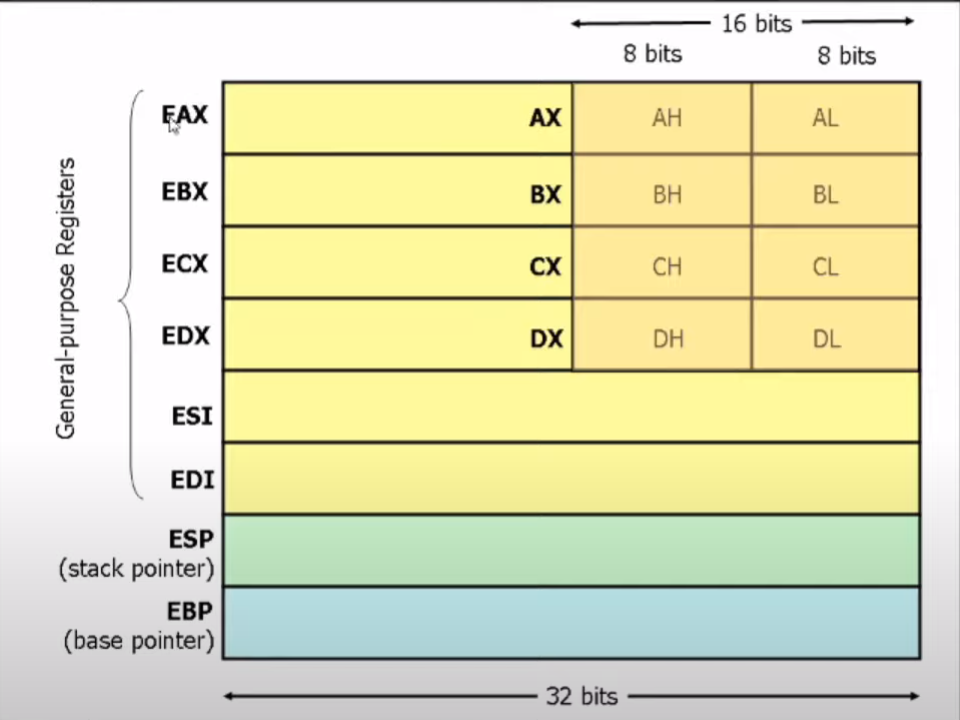 16 bits
8 bits 8 bits
General-purpose Registers
EAX AX AH AL
EBX BX BH BL
ECX CX CH CL
EDX DX DH DL
ESI
EDI
ESP
(stack pointer)
EBP
(base pointer)
32 bits